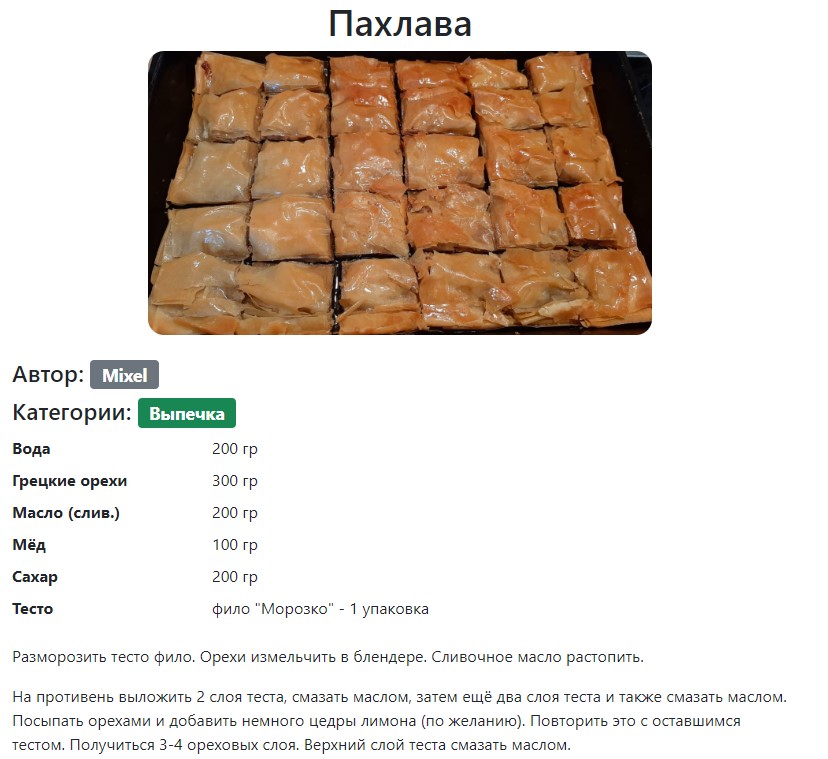 Пахлава
Автор: Mixel
Категории: Выпечка
Вода 200 гр
Грецкие орехи 300 гр
Масло (слив.) 200 гр
Мёд 100 гр
Сахар 200 гр
Тесто фило "Морозко" - 1 упаковка
Разморозить тесто фило. Орехи измельчить в блендере. Сливочное масло растопить.
На противень выложить 2 слоя теста, смазать маслом, затем ещё два слоя теста и также смазать маслом.
Посыпать орехами и добавить немного цедры лимона (по желанию). Повторить это с оставшимся
тестом. Получиться 3-4 ореховых слоя. Верхний слой теста смазать маслом.